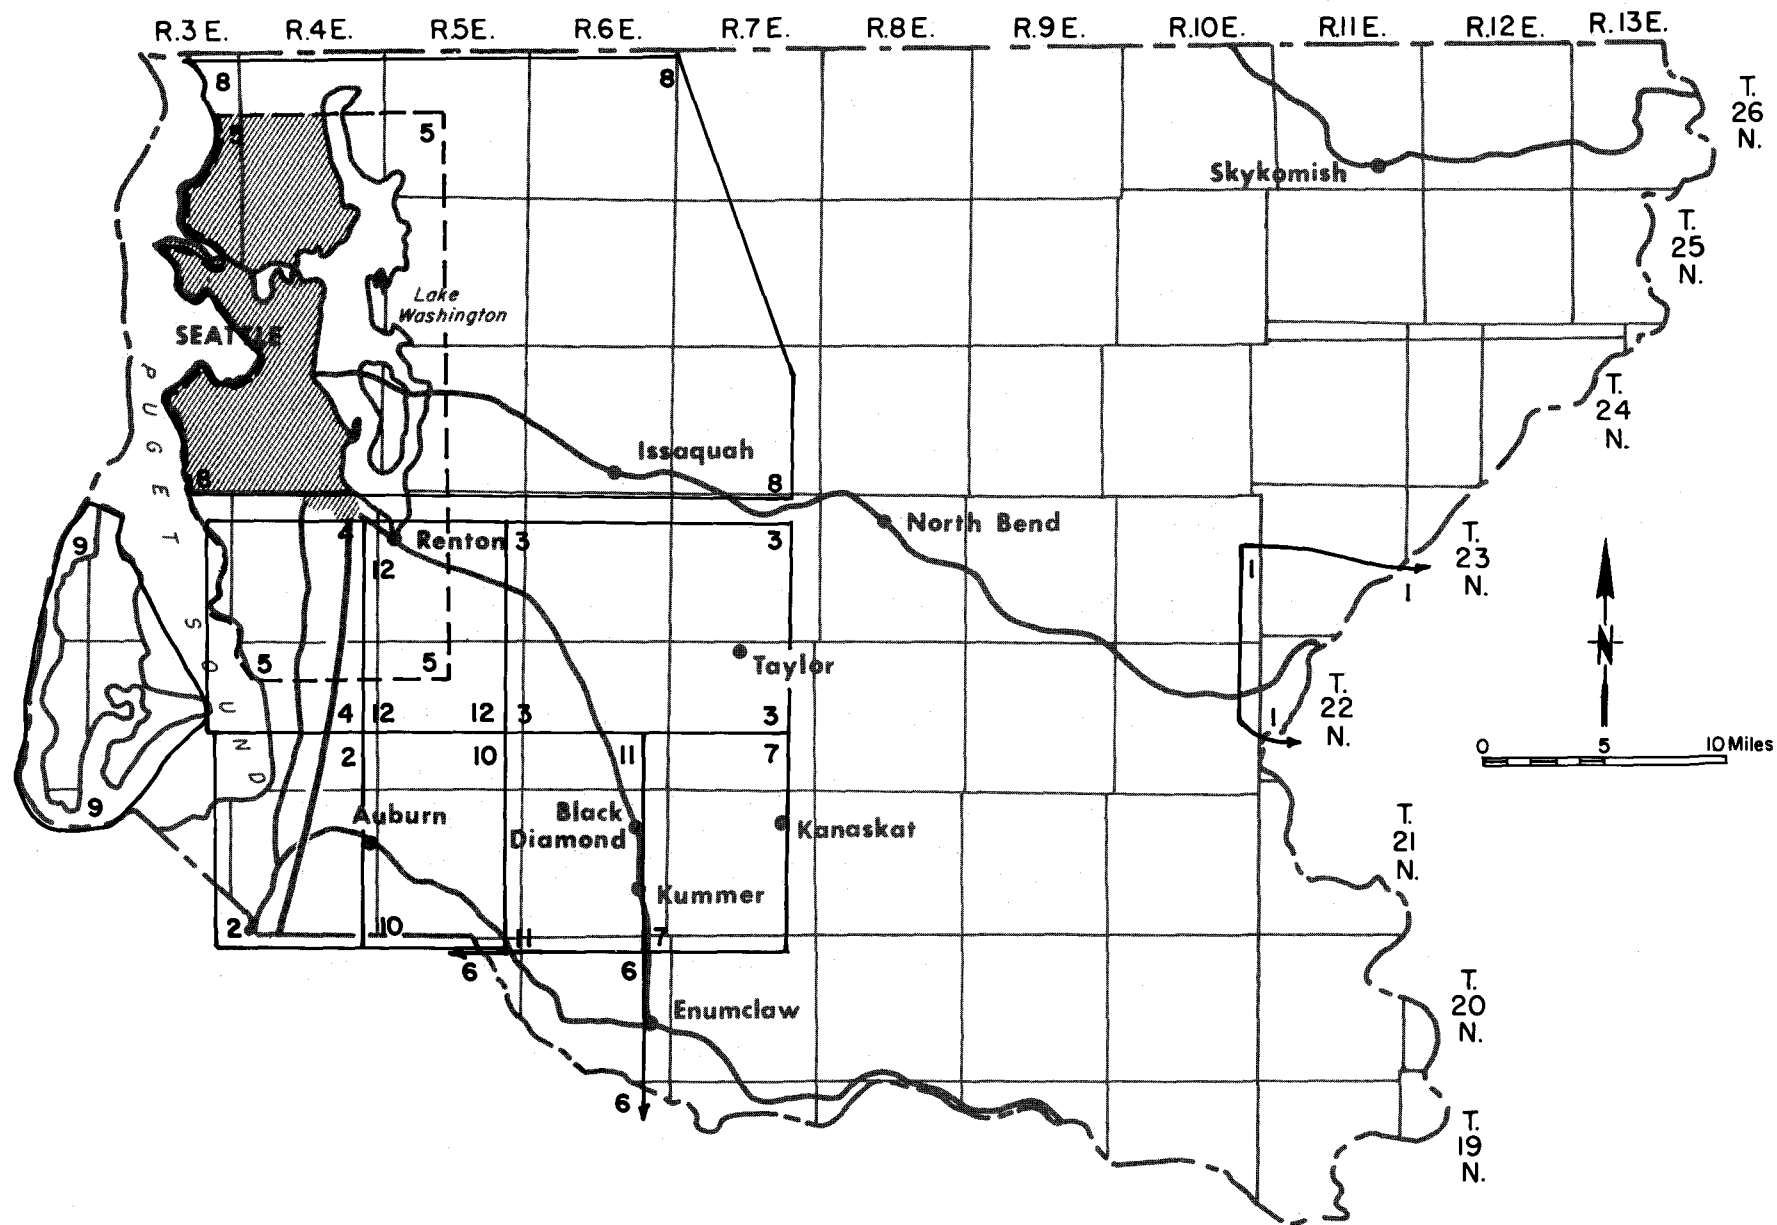 R.3 E. R.4 E. R.5E. R.6 E. R.7 E. R.8 E. R.9 E. R.10 E. R.11 E. R.12 E. R.13E.
8 8
T.
26
N.
5 5
Skykomish
T.
25
N.
Lake
Washington
SEATTLE
PUGET SOUND
T.
24
N.
Issaquah
8 8
North Bend
9
4 Renton 3 3
12
1 1
T.
23
N.
N
5 5
Taylor
4 12 12 3 3
T.
22
N.
1
2 10 11 7
0 5 10 Miles
9
Auburn
Black
Diamond
Kanaskat
T.
21
N.
Kummer
2 10 11 7
6 6
T.
20
N.
Enumclaw
6
T.
19
N.